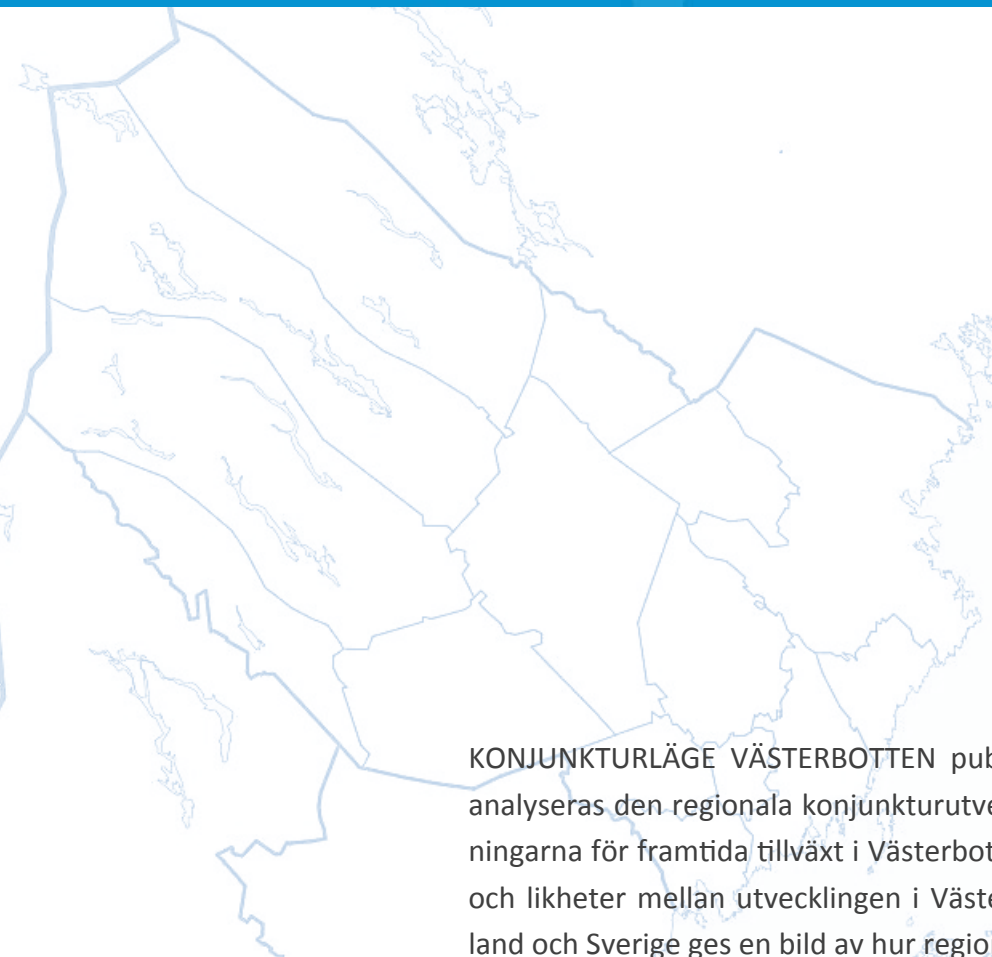 KONJUNKTURLÄGE VÄSTERBOTTEN
analyseras den regionala
ningarna för framtida tillväxt i
och likheter mellan utvecklingen i
land och Sverige ges en bild av hur